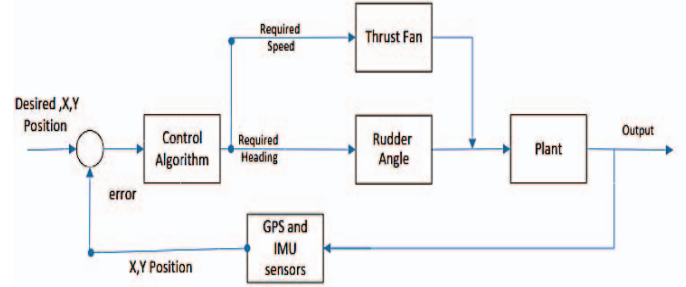 Required
Speed
Thrust Fan
Desired ,X,Y
Position
Control
Algorithm
Required
Heading
Rudder
Angle
Plant
Output
error
GPS and
IMU
sensors
X,Y Position